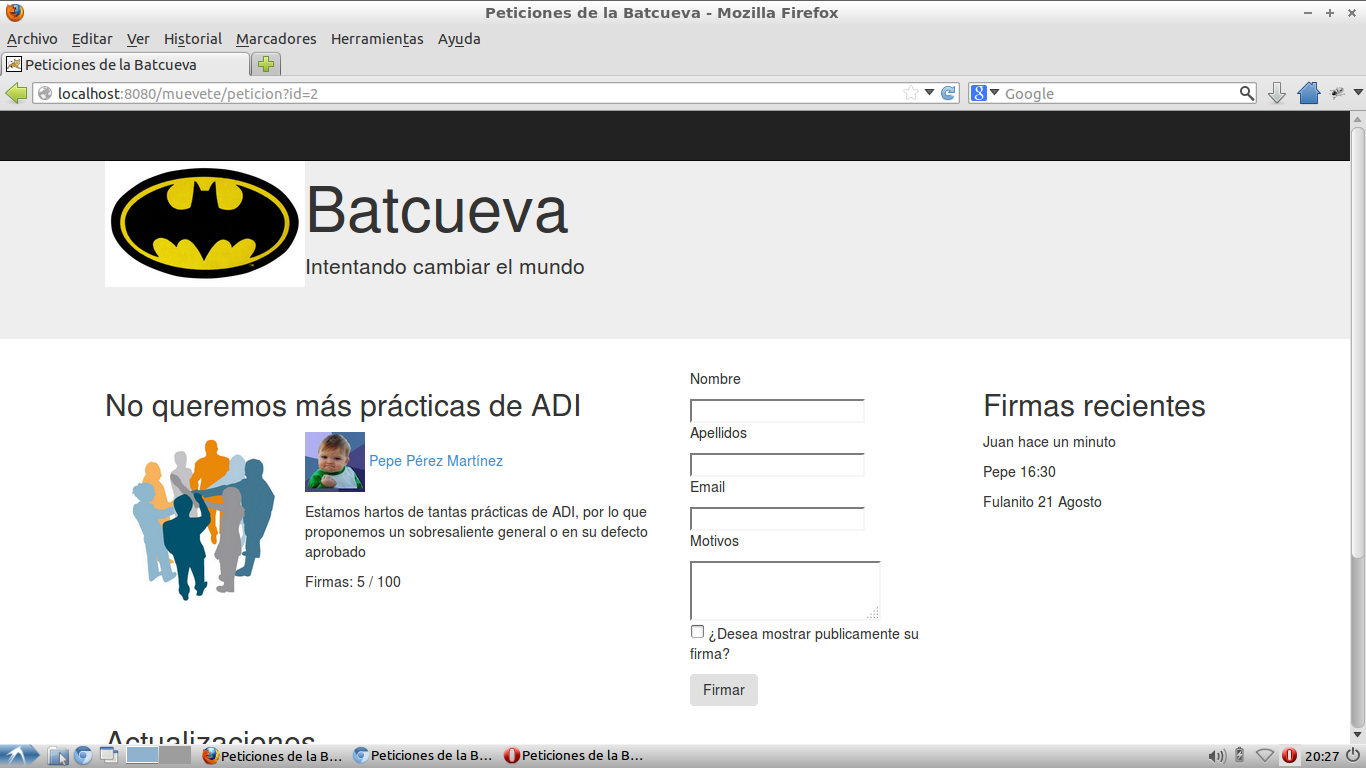 Peticiones de la Batcueva - Mozilla Firefox
Archivo Editar Ver Historial Marcadores Herramientas Ayuda
Peticiones de la Batcueva
localhost:8080/muevete/peticion?id=2
Google
Batcueva
Intentando cambiar el mundo
No queremos más prácticas de ADI
Pepe Pérez Martínez
Estamos hartos de tantas prácticas de ADI, por lo que
proponemos un sobresaliente general o en su defecto
aprobado
Firmas: 5 / 100
Nombre
Apellidos
Email
Motivos
¿Desea mostrar publicamente su
firma?
Firmar
Firmas recientes
Juan hace un minuto
Pepe 16:30
Fulanito 21 Agosto
Actualizaciones
Peticiones de la B...
Peticiones de la B...
Peticiones de la B...
20:27